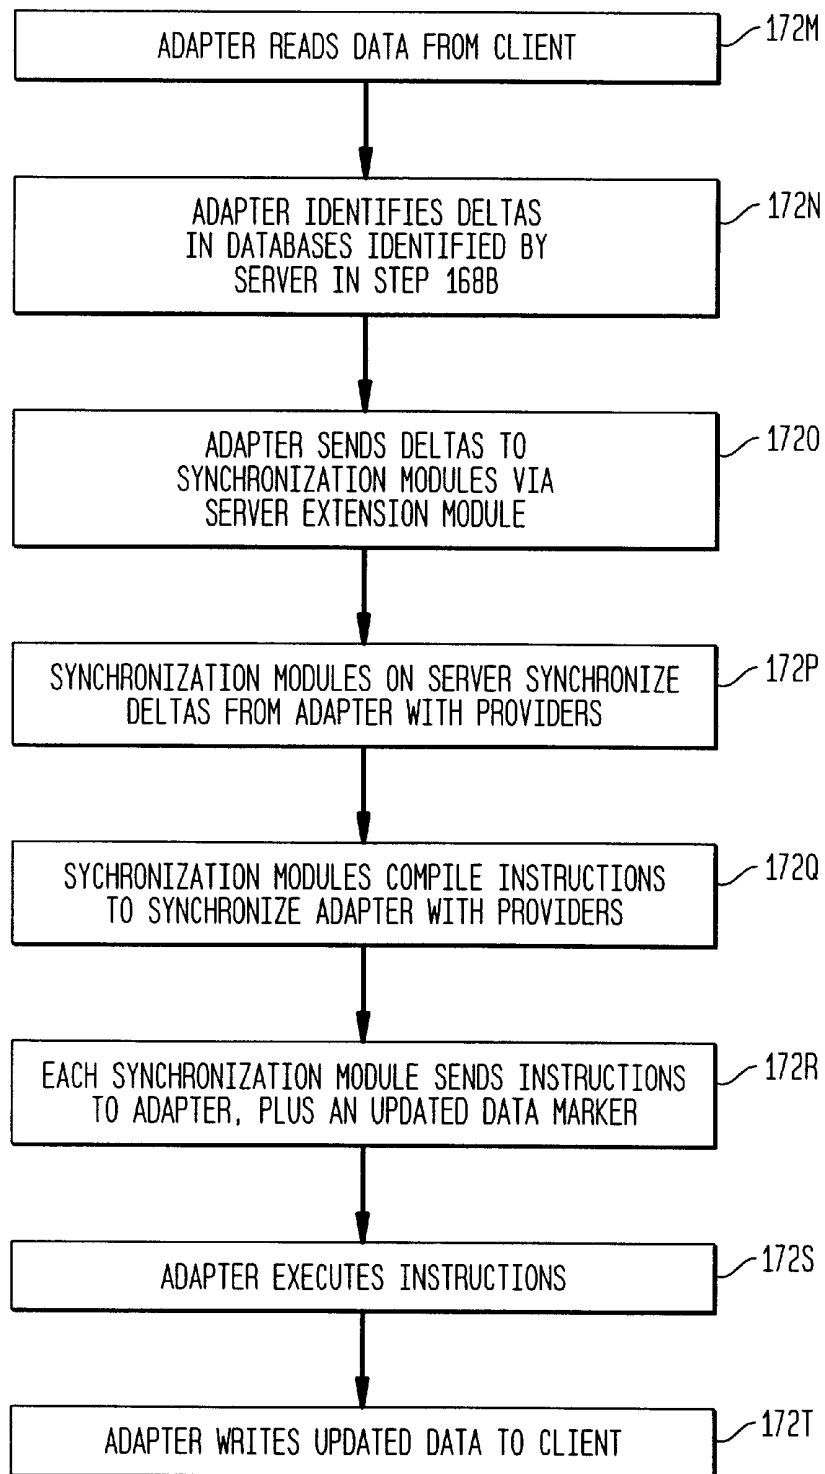 ADAPTER READS DATA FROM CLIENT
172M
ADAPTER IDENTIFIES DELTAS
IN DATABASES IDENTIFIED BY
SERVER IN STEP 168B
172N
ADAPTER SENDS DELTAS TO
SYNCHRONIZATION MODULES VIA
SERVER EXTENSION MODULE
172O
SYNCHRONIZATION MODULES ON SERVER SYNCHRONIZE
DELTAS FROM ADAPTER WITH PROVIDERS
172P
SYCHRONIZATION MODULES COMPILE INSTRUCTIONS
TO SYNCHRONIZE ADAPTER WITH PROVIDERS
172Q
EACH SYNCHRONIZATION MODULE SENDS INSTRUCTIONS
TO ADAPTER, PLUS AN UPDATED DATA MARKER
172R
ADAPTER EXECUTES INSTRUCTIONS
172S
ADAPTER WRITES UPDATED DATA TO CLIENT
172T